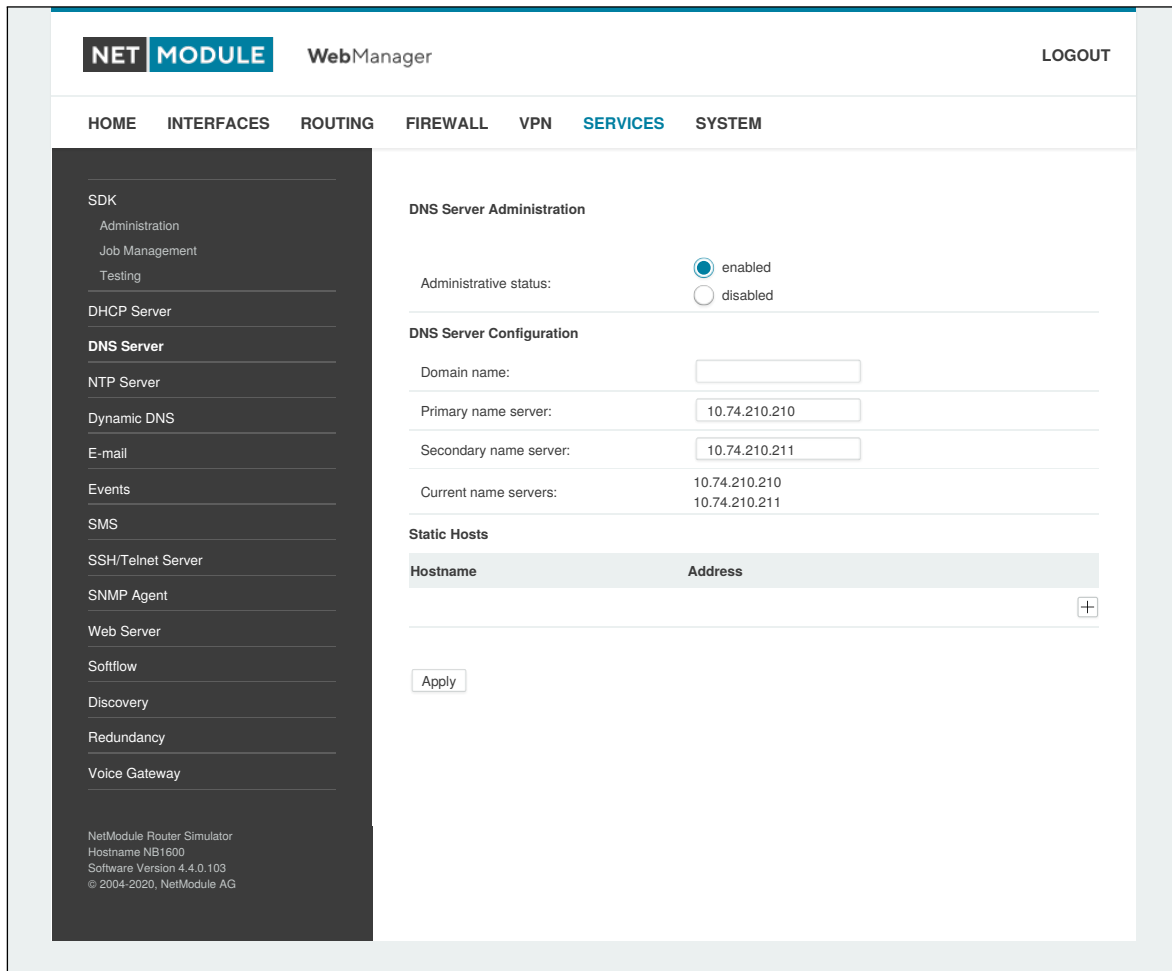 NET MODULE WebManager LOGOUT
HOME INTERFACES ROUTING FIREWALL VPN SERVICES SYSTEM
SDK
Administration
Job Management
Testing
DHCP Server
DNS Server
NTP Server
Dynamic DNS
E-mail
Events
SMS
SSH/Telnet Server
SNMP Agent
Web Server
Softflow
Discovery
Redundancy
Voice Gateway
NetModule Router Simulator
Hostname NB1600
Software Version 4.4.0.103
© 2004-2020, NetModule AG
DNS Server Administration
Administrative status:
enabled
disabled
DNS Server Configuration
Domain name:
Primary name server: 10.74.210.210
Secondary name server: 10.74.210.211
Current name servers:
10.74.210.210
10.74.210.211
Static Hosts
Hostname Address
Apply